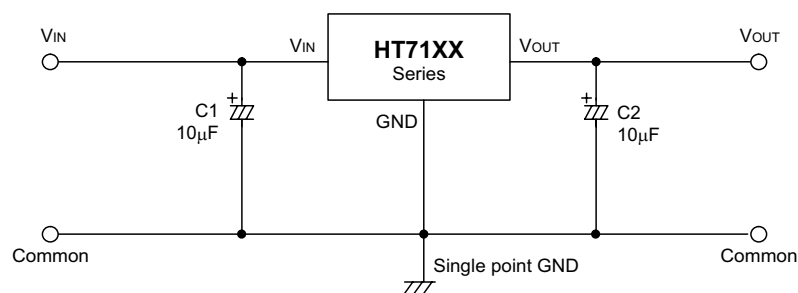 VIN
VIN
HT71XX
Series
VOUT
VOUT
+
C1
10µF
GND
+
C2
10µF
Common
Common
Single point GND